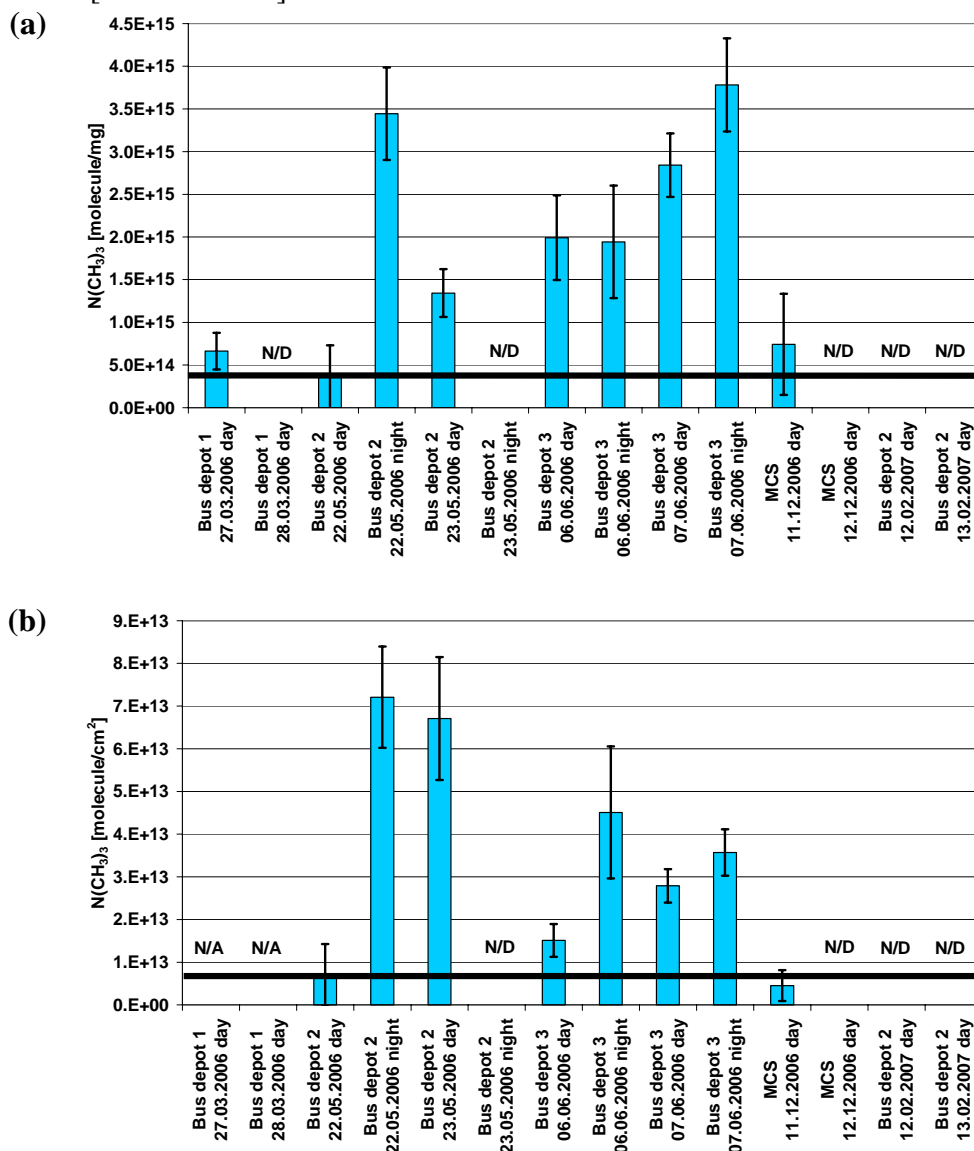 (a)
4.5E+15
4.0E+15
3.5E+15
3.0E+15
2.5E+15
2.0E+15
1.5E+15
1.0E+15
5.0E+14
0.0E+00
N(CH₃)₃ [molecule/mg]
N/D
N/D
N/D
N/D
N/D
Bus depot 1
27.03.2006 day
Bus depot 1
28.03.2006 day
Bus depot 2
22.05.2006 day
Bus depot 2
22.05.2006 night
Bus depot 2
23.05.2006 day
Bus depot 2
23.05.2006 night
Bus depot 3
06.06.2006 day
Bus depot 3
06.06.2006 night
Bus depot 3
07.06.2006 day
Bus depot 3
07.06.2006 night
MCS
11.12.2006 day
MCS
12.12.2006 day
Bus depot 2
12.02.2007 day
Bus depot 2
13.02.2007 day
(b)
9.E+13
8.E+13
7.E+13
6.E+13
5.E+13
4.E+13
3.E+13
2.E+13
1.E+13
0.E+00
N(CH₃)₃ [molecule/cm²]
N/A
N/A
N/D
N/D
N/D
N/D
Bus depot 1
27.03.2006 day
Bus depot 1
28.03.2006 day
Bus depot 2
22.05.2006 day
Bus depot 2
22.05.2006 night
Bus depot 2
23.05.2006 day
Bus depot 2
23.05.2006 night
Bus depot 3
06.06.2006 day
Bus depot 3
06.06.2006 night
Bus depot 3
07.06.2006 day
Bus depot 3
07.06.2006 night
MCS
11.12.2006 day
MCS
12.12.2006 day
Bus depot 2
12.02.2007 day
Bus depot 2
13.02.2007 day